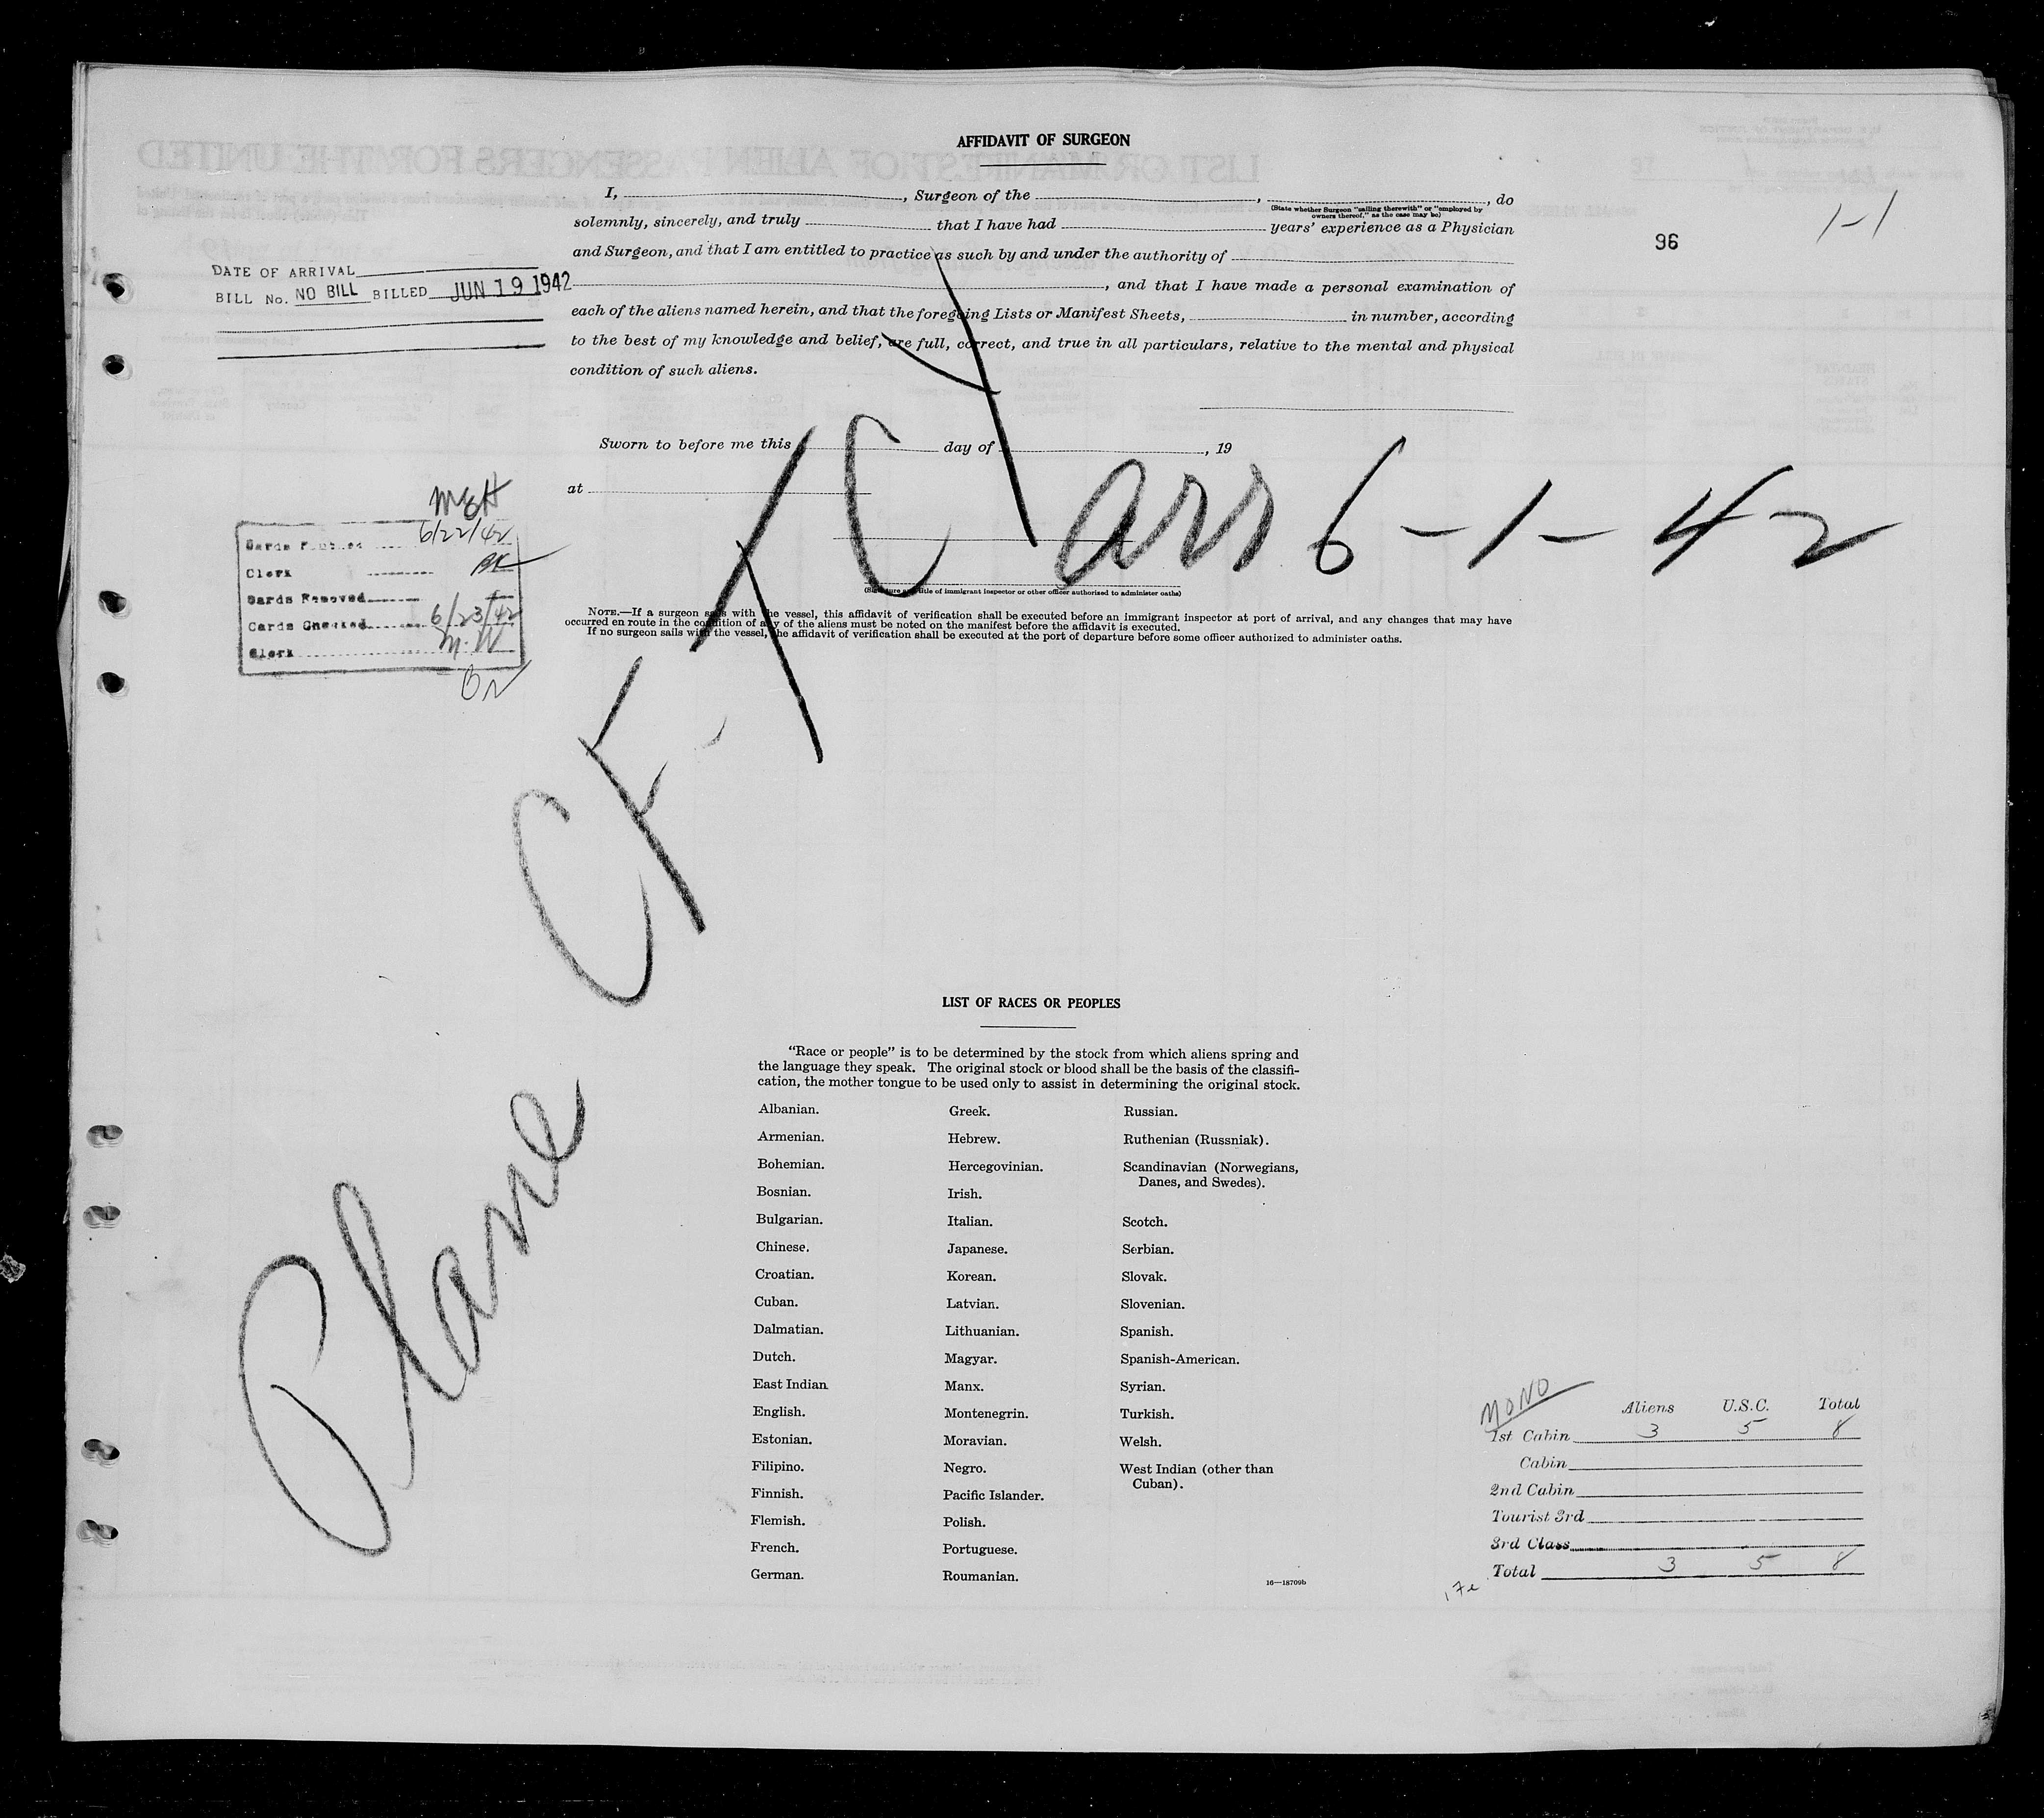 AFFIDAVIT OF SURGEON
I, , Surgeon of the , , do
(State whether Surgeon "sailing therewith" or "employed by owners thereof," as the case may be)
solemnly, sincerely, and truly that I have had years' experience as a Physician
and Surgeon, and that I am entitled to practice as such by and under the authority of
, and that I have made a personal examination of
each of the aliens named herein, and that the foregoing Lists or Manifest Sheets, in number, according
to the best of my knowledge and belief, are full, correct, and true in all particulars, relative to the mental and physical
condition of such aliens.
96
1-1
DATE OF ARRIVAL
BILL No. NO BILL BILLED JUN 19 1942
Sworn to before me this day of , 19
at
(Signature and title of immigrant inspector or other officer authorized to administer oaths)
NOTE.—If a surgeon sails with the vessel, this affidavit of verification shall be executed before an immigrant inspector at port of arrival, and any changes that may have
occurred en route in the condition of any of the aliens must be noted on the manifest before the affidavit is executed.
If no surgeon sails with the vessel, the affidavit of verification shall be executed at the port of departure before some officer authorized to administer oaths.
6/22/42
Clerk
Cards Removed
Cards Checked 6/23/42
Clerk M.W
Plane CF-TCX arr 6-1-42
LIST OF RACES OR PEOPLES
"Race or people" is to be determined by the stock from which aliens spring and
the language they speak. The original stock or blood shall be the basis of the classifi-
cation, the mother tongue to be used only to assist in determining the original stock.
Albanian.
Armenian.
Bohemian.
Bosnian.
Bulgarian.
Chinese.
Croatian.
Cuban.
Dalmatian.
Dutch.
East Indian
English.
Estonian.
Filipino.
Finnish.
Flemish.
French.
German.
Greek.
Hebrew.
Hercegovinian.
Irish.
Italian.
Japanese.
Korean.
Latvian.
Lithuanian.
Magyar.
Manx.
Montenegrin.
Moravian.
Negro.
Pacific Islander.
Polish.
Portuguese.
Roumanian.
Russian.
Ruthenian (Russniak).
Scandinavian (Norwegians,
Danes, and Swedes).
Scotch.
Serbian.
Slovak.
Slovenian.
Spanish.
Spanish-American.
Syrian.
Turkish.
Welsh.
West Indian (other than
Cuban).
16—18709b
MONO
Aliens U.S.C. Total
1st Cabin 3 5 8
Cabin
2nd Cabin
Tourist 3rd
3rd Class
Total 3 5 8